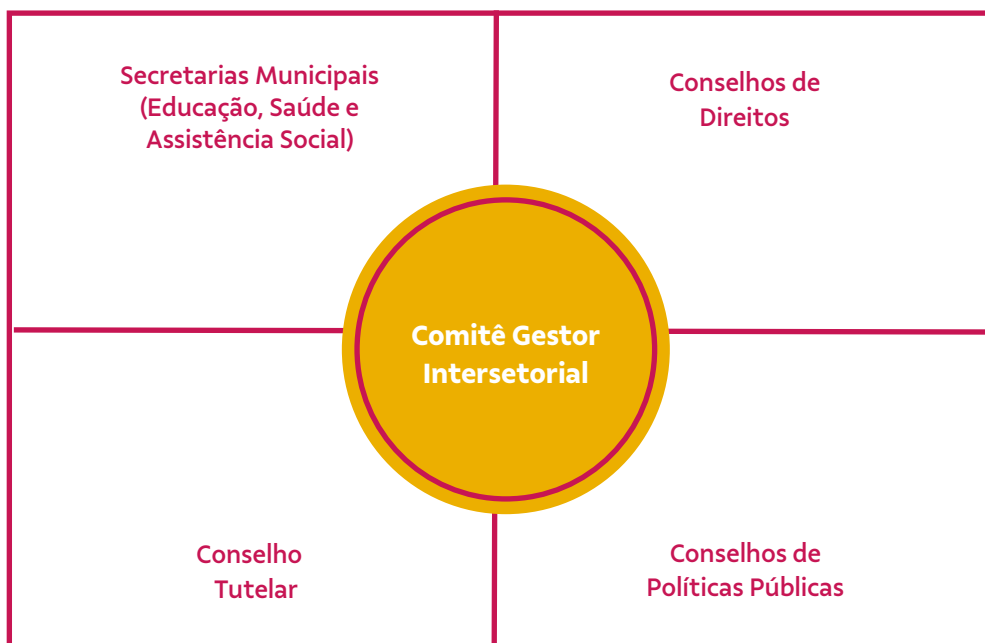 Secretarias Municipais
(Educação, Saúde e
Assistência Social)
Conselhos de
Direitos
Comitê Gestor
Intersetorial
Conselho
Tutelar
Conselhos de
Políticas Públicas